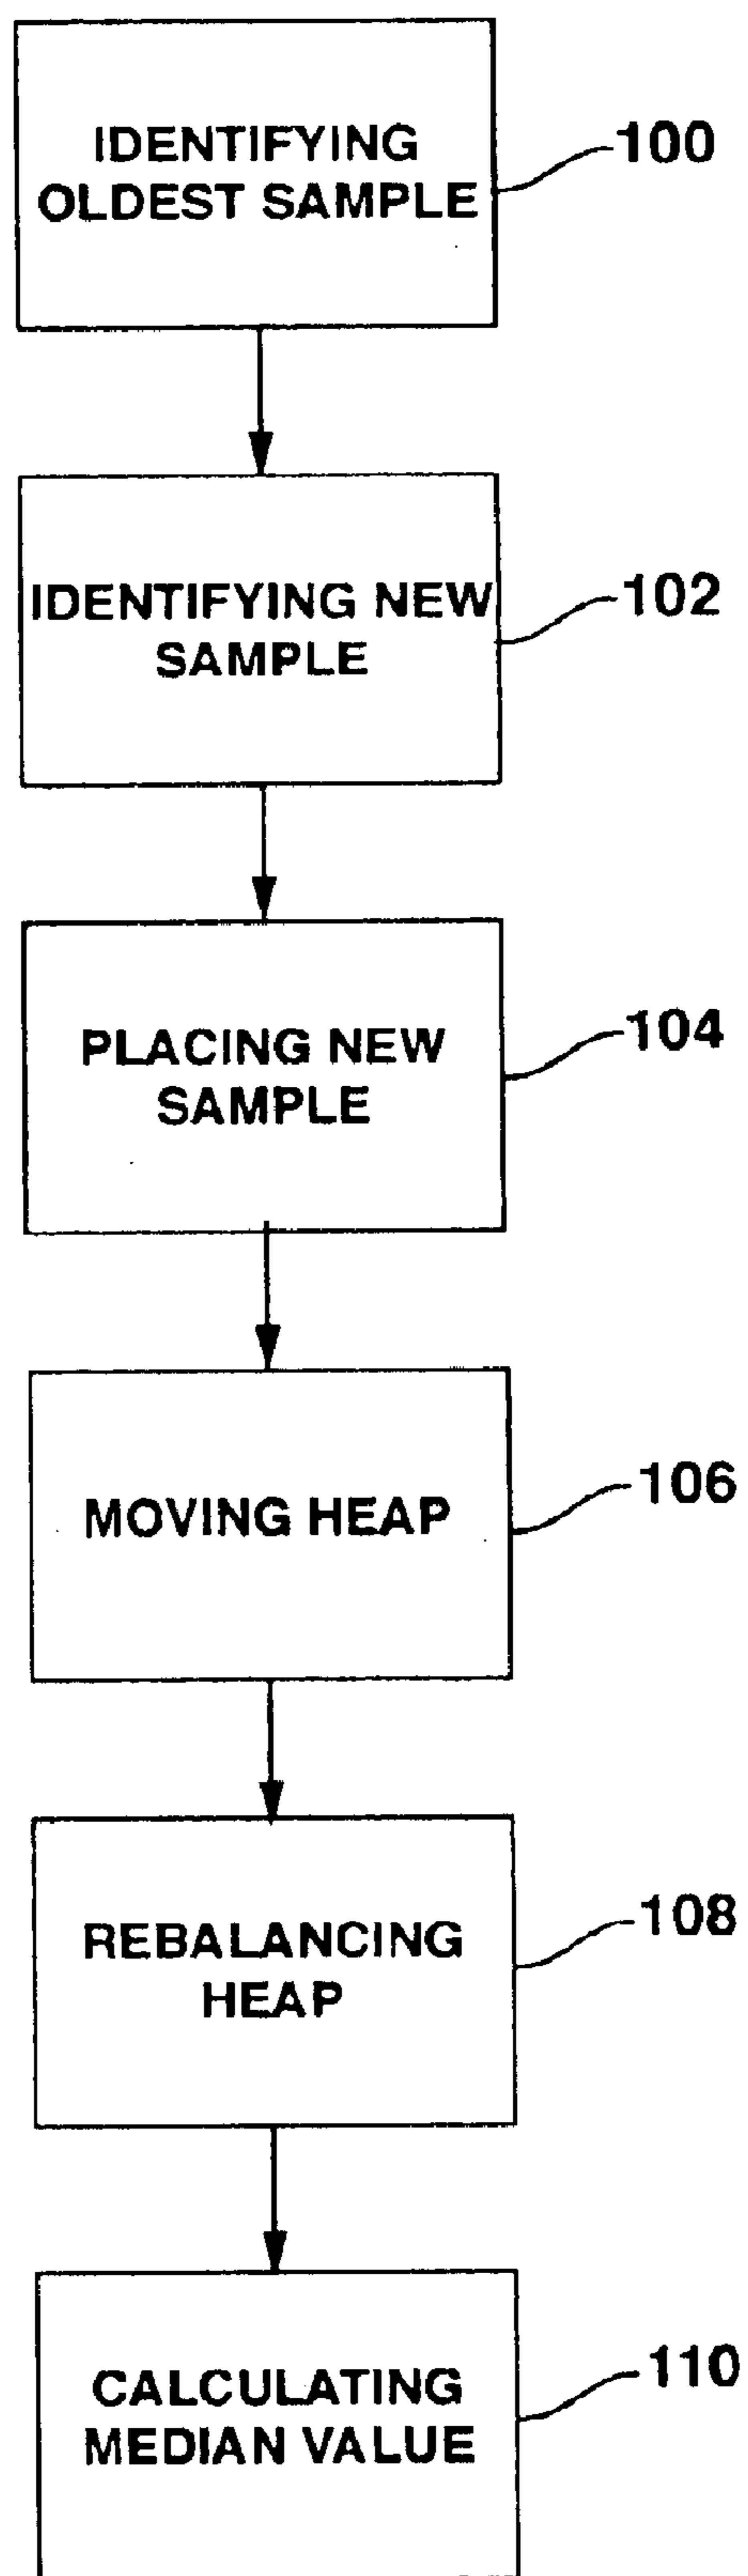 IDENTIFYING
OLDEST SAMPLE
100
IDENTIFYING NEW
SAMPLE
102
PLACING NEW
SAMPLE
104
MOVING HEAP
106
REBALANCING
HEAP
108
CALCULATING
MEDIAN VALUE
110